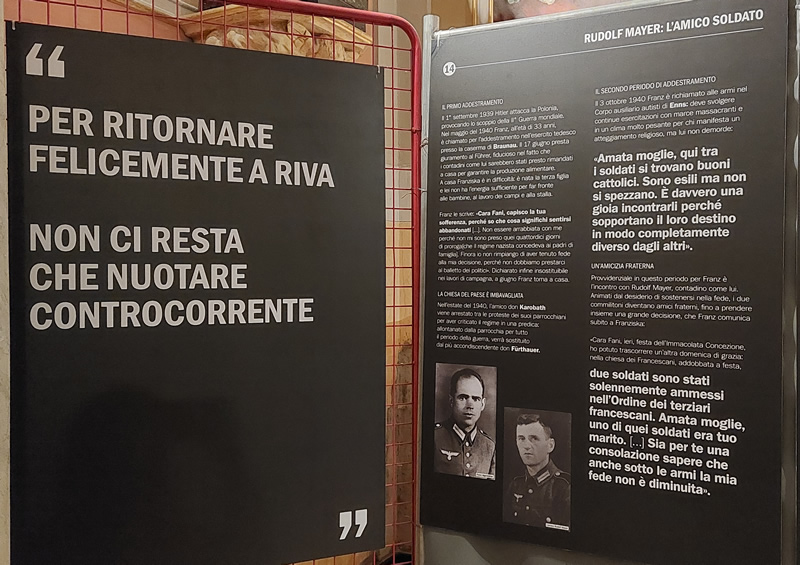 “
PER RITORNARE
FELICEMENTE A RIVA
NON CI RESTA
CHE NUOTARE
CONTROCORRENTE
”
RUDOLF MAYER: L'AMICO SOLDATO
14
IL PRIMO ADDESTRAMENTO
Il 1° settembre 1939 Hitler attacca la Polonia,
provocando lo scoppio della IIª Guerra mondiale.
Nel maggio del 1940 Franz, all'età di 33 anni,
è chiamato per l'addestramento nell'esercito tedesco
presso la caserma di Braunau. Il 17 giugno presta
giuramento al Führer, fiducioso nel fatto che
i contadini come lui sarebbero stati presto rimandati
a casa per garantire la produzione alimentare.
A casa Franziska è in difficoltà: è nata la terza figlia
e lei non ha l'energia sufficiente per far fronte
alle bambine, al lavoro dei campi e alla stalla.
Franz le scrive: «Cara Fani, capisco la tua
sofferenza, perché so che cosa significhi sentirsi
abbandonati [...]. Non essere arrabbiata con me
perché non mi sono preso quei quattordici giorni
di proroga[che il regime nazista concedeva ai padri di
famiglia]. Finora io non rimpiango di aver tenuto fede
alla mia decisione, perché non dobbiamo prestarci
al balletto dei politici». Dichiarato infine insostituibile
nei lavori di campagna, a giugno Franz torna a casa.
LA CHIESA DEL PAESE È IMBAVAGLIATA
Nell'estate del 1940, l'amico don Karobath
viene arrestato tra le proteste dei suoi parrocchiani
per aver criticato il regime in una predica:
allontanato dalla parrocchia per tutto
il periodo della guerra, verrà sostituito
dal più accondiscendente don Fürthauer.
IL SECONDO PERIODO DI ADDESTRAMENTO
Il 3 ottobre 1940 Franz è richiamato alle armi nel
Corpo ausiliario autisti di Enns: deve svolgere
continue esercitazioni con marce massacranti e
in un clima molto pesante per chi manifesta un
atteggiamento religioso, ma lui non demorde:
«Amata moglie, qui tra
i soldati si trovano buoni
cattolici. Sono esili ma non
si spezzano. È davvero una
gioia incontrarli perché
sopportano il loro destino
in modo completamente
diverso dagli altri».
UN'AMICIZIA FRATERNA
Provvidenziale in questo periodo per Franz è
l'incontro con Rudolf Mayer, contadino come lui.
Animati dal desiderio di sostenersi nella fede, i due
commilitoni diventano amici fraterni, fino a prendere
insieme una grande decisione, che Franz comunica
subito a Franziska:
«Cara Fani, ieri, festa dell'Immacolata Concezione,
ho potuto trascorrere un'altra domenica di grazia:
nella chiesa dei Francescani, addobbata a festa,
due soldati sono stati
solennemente ammessi
nell'Ordine dei terziari
francescani. Amata moglie,
uno di quei soldati era tuo
marito. [...] Sia per te una
consolazione sapere che
anche sotto le armi la mia
fede non è diminuita».